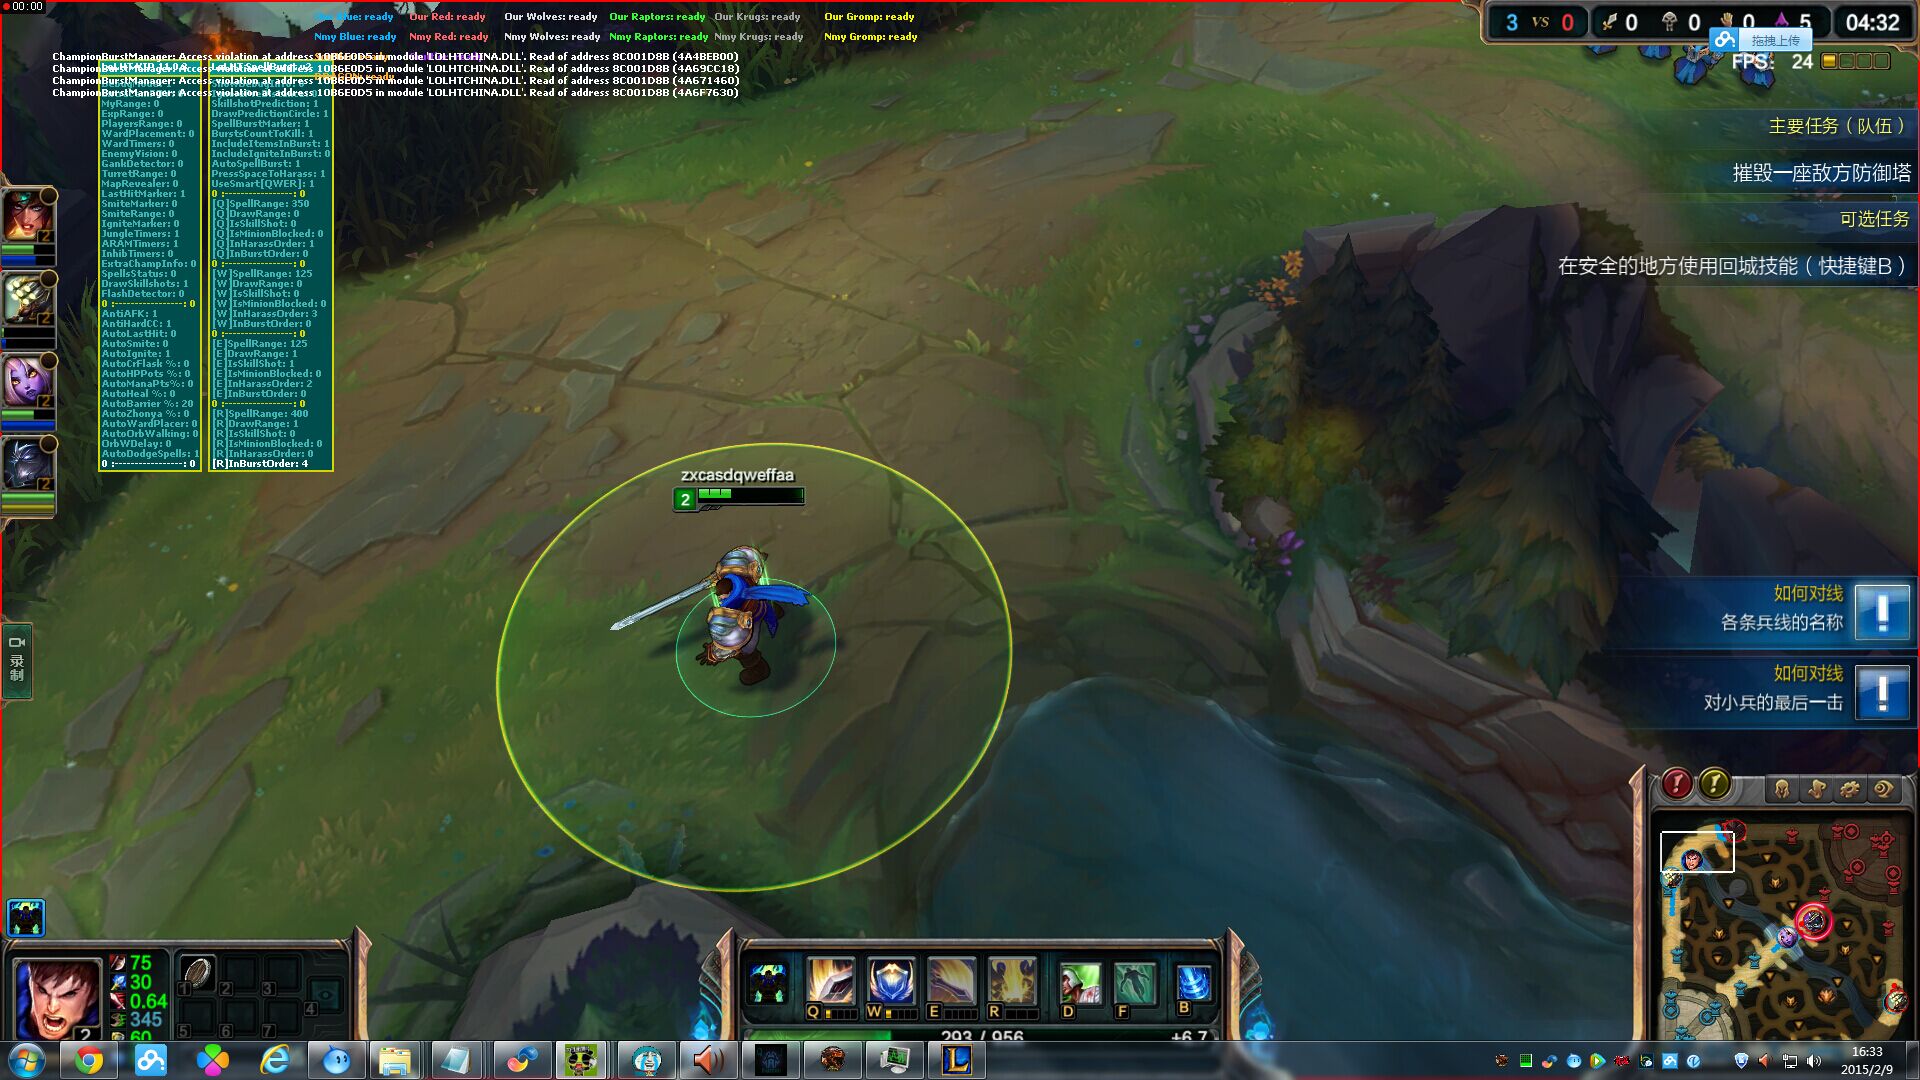 00:00
Our Blue: ready Our Red: ready Our Wolves: ready Our Raptors: ready Our Krugs: ready Our Gromp: ready
Nmy Blue: ready Nmy Red: ready Nmy Wolves: ready Nmy Raptors: ready Nmy Krugs: ready Nmy Gromp: ready
3 VS 0 0 0 0 5 04:32
拖拽上传
FPS: 24
ChampionBurstManager: Access violation at address 10B6E0D5 in module 'LOLHTCHINA.DLL'. Read of address 8C001D8B (4A4BEB00)
ChampionBurstManager: Access violation at address 10B6E0D5 in module 'LOLHTCHINA.DLL'. Read of address 8C001D8B (4A69CC18)
ChampionBurstManager: Access violation at address 10B6E0D5 in module 'LOLHTCHINA.DLL'. Read of address 8C001D8B (4A671460)
ChampionBurstManager: Access violation at address 10B6E0D5 in module 'LOLHTCHINA.DLL'. Read of address 8C001D8B (4A6F7630)
MyRange: 0
ExpRange: 0
PlayersRange: 0
WardPlacement: 0
WardTimers: 0
EnemyVision: 0
GankDetector: 0
TurretRange: 0
MapRevealer: 0
LastHitMarker: 1
SmiteMarker: 0
SmiteRange: 0
IgniteMarker: 0
JungleTimers: 1
ARAMTimers: 1
InhibTimers: 0
ExtraChampInfo: 0
SpellsStatus: 0
DrawSkillshots: 1
FlashDetector: 0
0 :-----------------: 0
AntiAFK: 1
AntiHardCC: 1
AutoLastHit: 0
AutoSmite: 0
AutoIgnite: 1
AutoCrFlask %: 0
AutoHPPots %: 0
AutoManaPts%: 0
AutoHeal %: 0
AutoBarrier %: 20
AutoZhonya %: 0
AutoWardPlacer: 0
AutoOrbWalking: 0
OrbWDelay: 0
AutoDodgeSpells: 1
0 :-----------------: 0
SkillshotPrediction: 1
DrawPredictionCircle: 1
SpellBurstMarker: 1
BurstsCountToKill: 1
IncludeItemsInBurst: 1
IncludeIgniteInBurst: 0
AutoSpellBurst: 1
PressSpaceToHarass: 1
UseSmart[QWER]: 1
0 :-----------------: 0
[Q]SpellRange: 350
[Q]DrawRange: 0
[Q]IsSkillShot: 0
[Q]IsMinionBlocked: 0
[Q]InHarassOrder: 1
[Q]InBurstOrder: 0
0 :-----------------: 0
[W]SpellRange: 125
[W]DrawRange: 0
[W]IsSkillShot: 0
[W]IsMinionBlocked: 0
[W]InHarassOrder: 3
[W]InBurstOrder: 0
0 :-----------------: 0
[E]SpellRange: 125
[E]DrawRange: 1
[E]IsSkillShot: 1
[E]IsMinionBlocked: 0
[E]InHarassOrder: 2
[E]InBurstOrder: 0
0 :-----------------: 0
[R]SpellRange: 400
[R]DrawRange: 1
[R]IsSkillShot: 0
[R]IsMinionBlocked: 0
[R]InHarassOrder: 0
[R]InBurstOrder: 4
2
2
2
2
主要任务（队伍）
摧毁一座敌方防御塔
可选任务
在安全的地方使用回城技能（快捷键B）
zxcasdqweffaa
2
如何对线
各条兵线的名称
如何对线
对小兵的最后一击
录制
75
30
0.64
345
60
2
1 2 3 4
5 6 7
Q W E R D F B
293 / 956 +6.7
16:33
2015/2/9